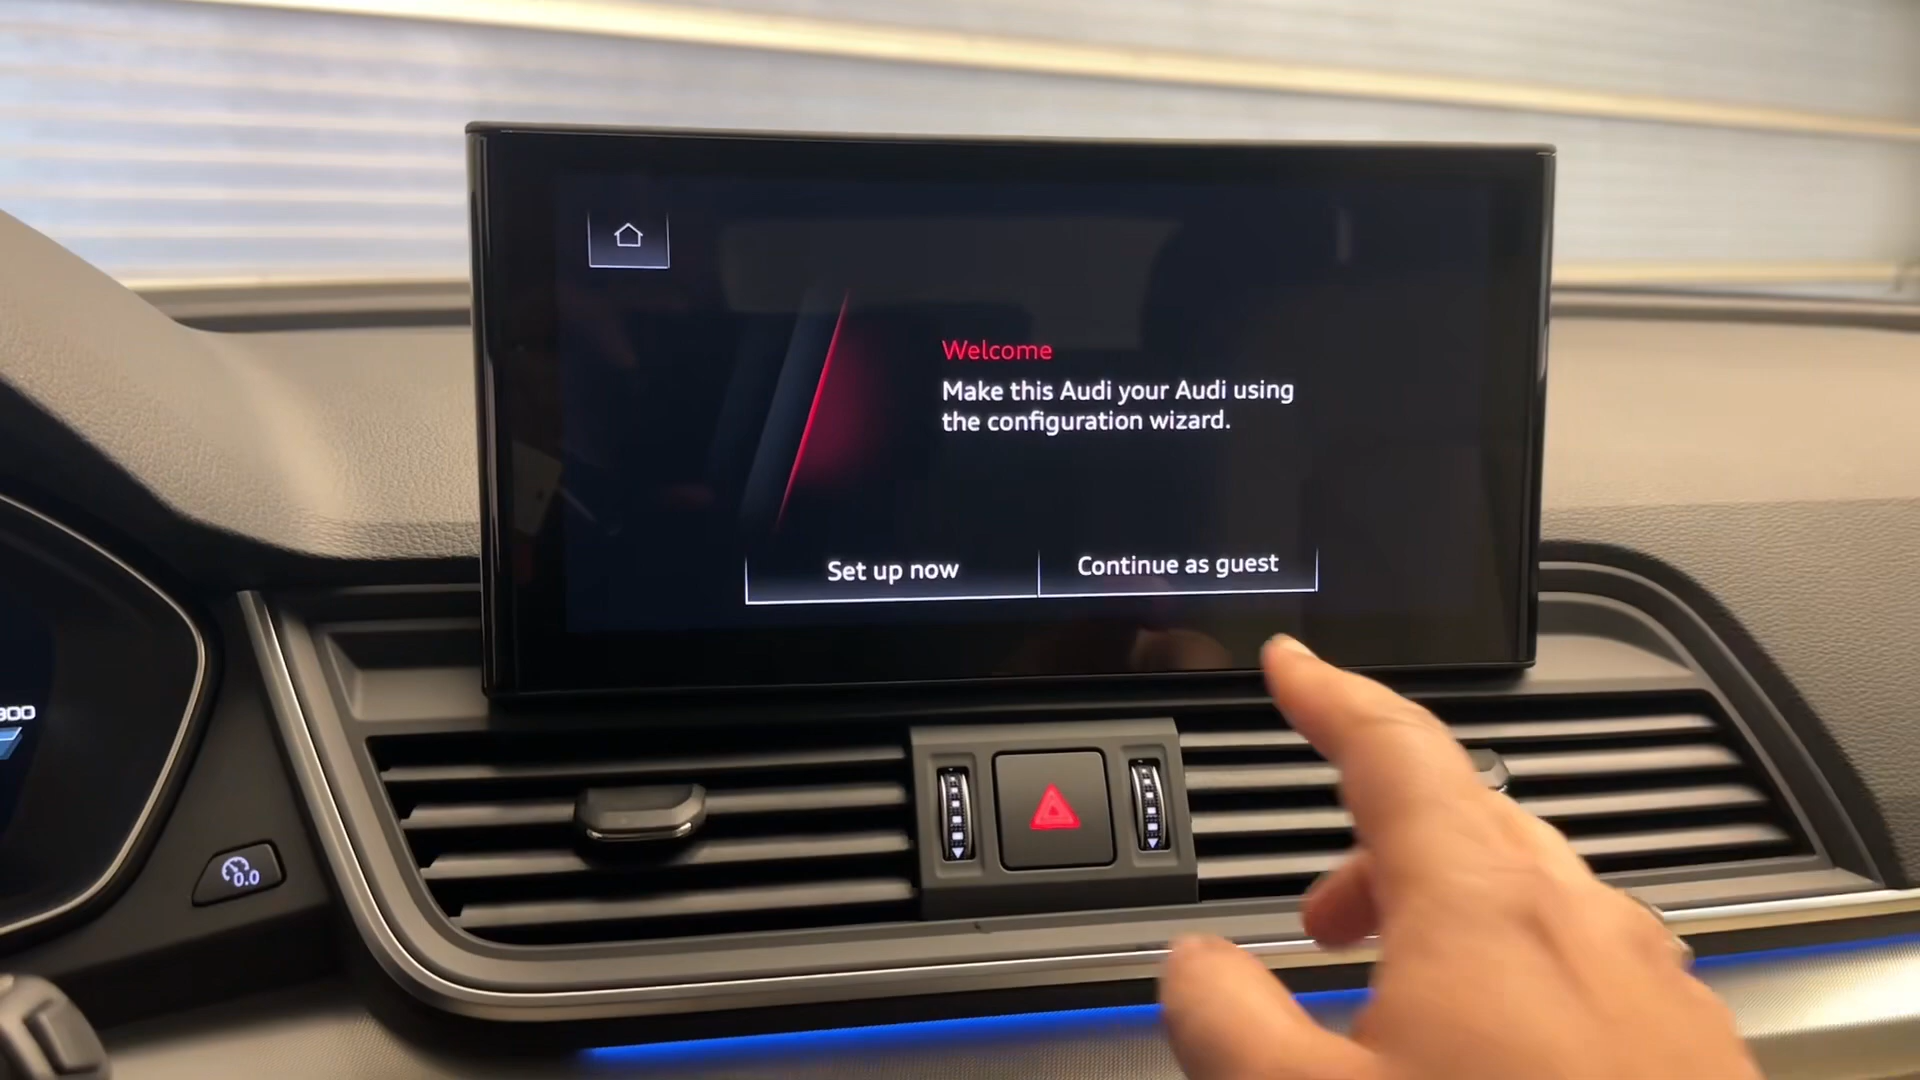 Welcome
Make this Audi your Audi using
the configuration wizard.
Set up now
Continue as guest
0.0